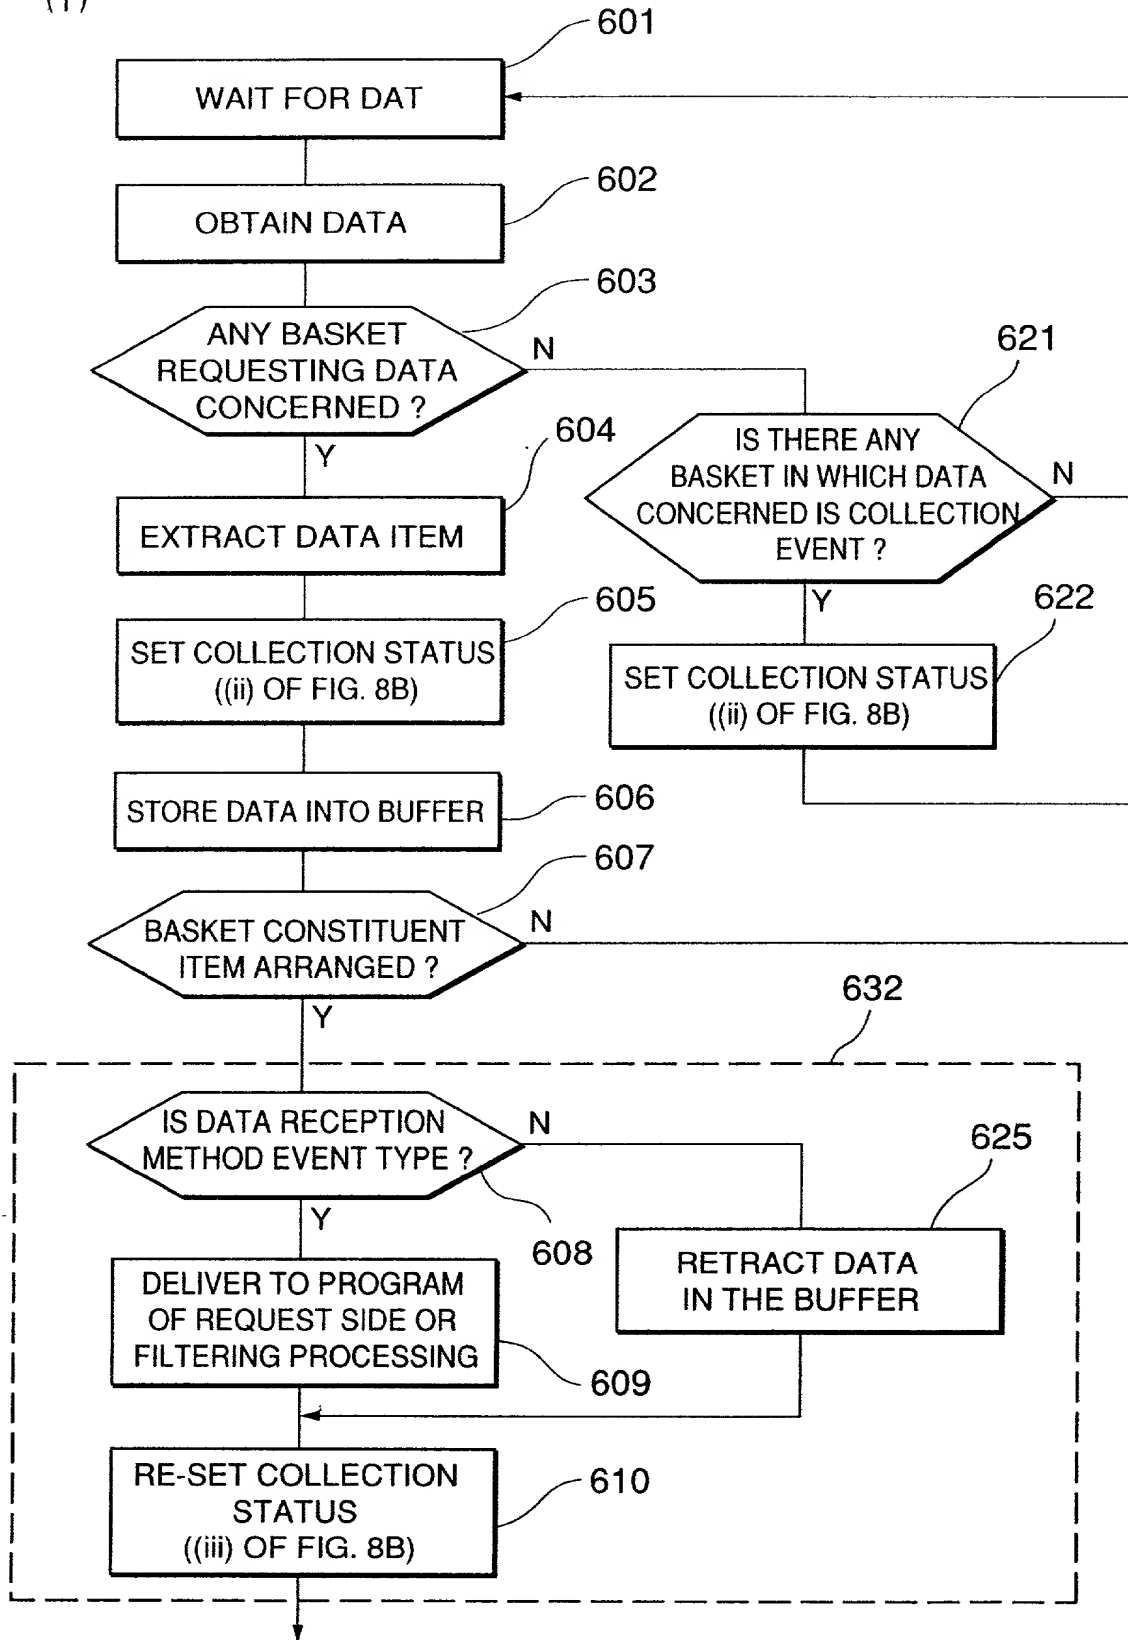 601
WAIT FOR DAT
602
OBTAIN DATA
603
ANY BASKET
REQUESTING DATA
CONCERNED ?
N
Y
621
IS THERE ANY
BASKET IN WHICH DATA
CONCERNED IS COLLECTION
EVENT ?
N
Y
604
EXTRACT DATA ITEM
605
SET COLLECTION STATUS
((ii) OF FIG. 8B)
622
SET COLLECTION STATUS
((ii) OF FIG. 8B)
606
STORE DATA INTO BUFFER
607
BASKET CONSTITUENT
ITEM ARRANGED ?
N
Y
632
IS DATA RECEPTION
METHOD EVENT TYPE ?
N
Y
608
625
RETRACT DATA
IN THE BUFFER
DELIVER TO PROGRAM
OF REQUEST SIDE OR
FILTERING PROCESSING
609
RE-SET COLLECTION
STATUS
((iii) OF FIG. 8B)
610